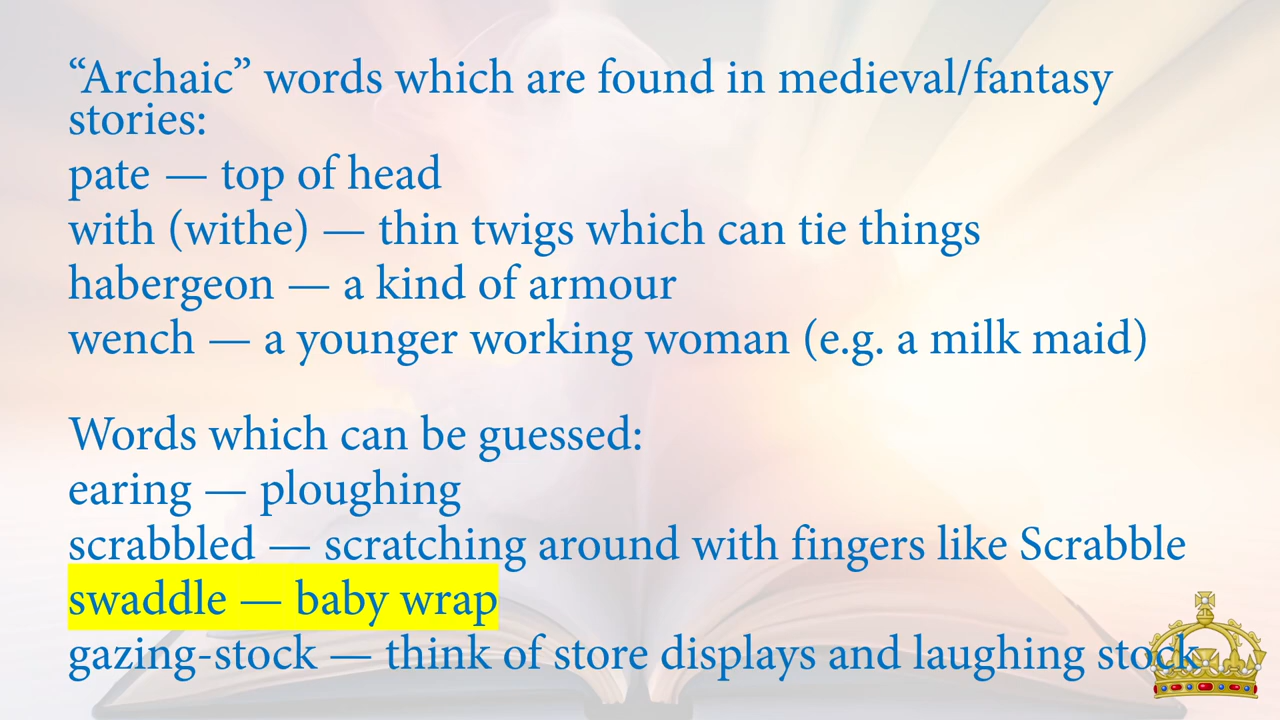 “Archaic” words which are found in medieval/fantasy
stories:
pate — top of head
with (withe) — thin twigs which can tie things
habergeon — a kind of armour
wench — a younger working woman (e.g. a milk maid)
Words which can be guessed:
earing — ploughing
scrabbled — scratching around with fingers like Scrabble
swaddle — baby wrap
gazing-stock — think of store displays and laughing stock